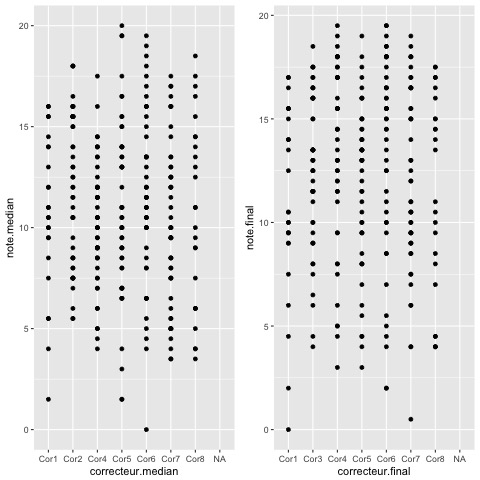 20
15
10
5
0
note.median
Cor1 Cor2 Cor4 Cor5 Cor6 Cor7 Cor8 NA
correcteur.median
20
15
10
5
0
note.final
Cor1 Cor3 Cor4 Cor5 Cor6 Cor7 Cor8 NA
correcteur.final